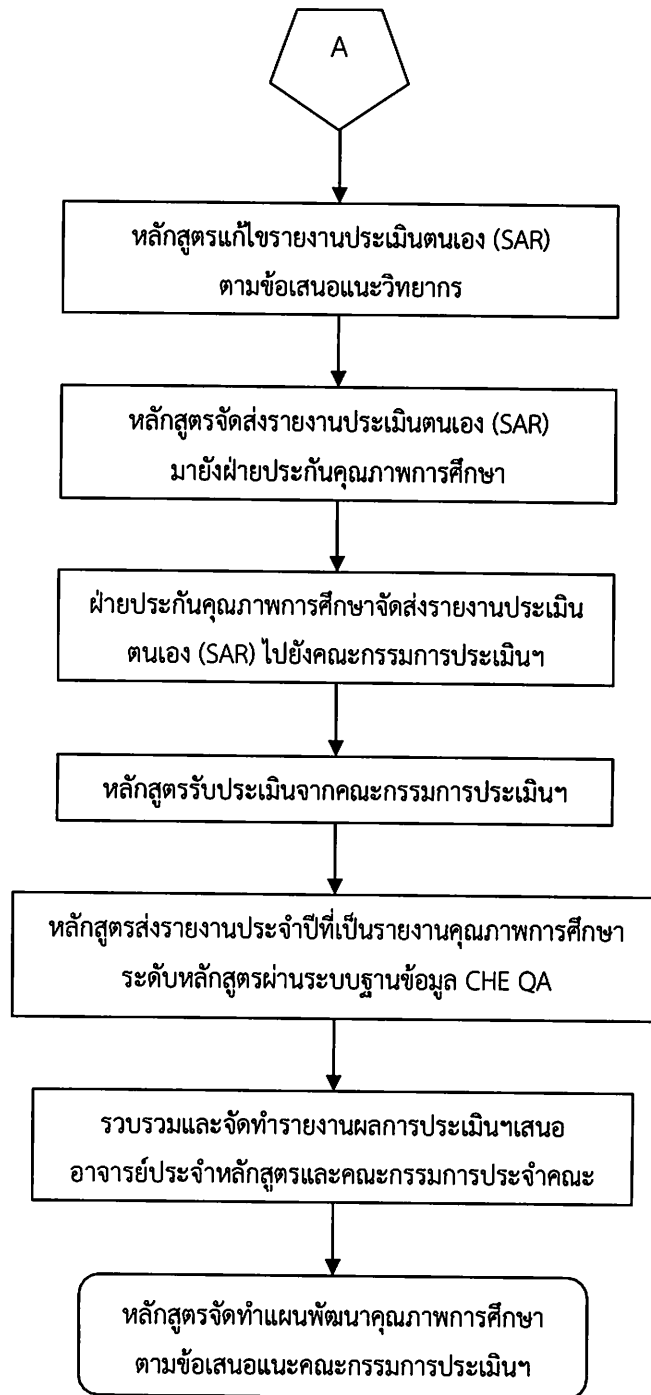 A
หลักสูตรแก้ไขรายงานประเมินตนเอง (SAR)
ตามข้อเสนอแนะวิทยากร
หลักสูตรจัดส่งรายงานประเมินตนเอง (SAR)
มายังฝ่ายประกันคุณภาพการศึกษา
ฝ่ายประกันคุณภาพการศึกษาจัดส่งรายงานประเมิน
ตนเอง (SAR) ไปยังคณะกรรมการประเมินฯ
หลักสูตรรับประเมินจากคณะกรรมการประเมินฯ
หลักสูตรส่งรายงานประจำปีที่เป็นรายงานคุณภาพการศึกษา
ระดับหลักสูตรผ่านระบบฐานข้อมูล CHE QA
รวบรวมและจัดทำรายงานผลการประเมินฯเสนอ
อาจารย์ประจำหลักสูตรและคณะกรรมการประจำคณะ
หลักสูตรจัดทำแผนพัฒนาคุณภาพการศึกษา
ตามข้อเสนอแนะคณะกรรมการประเมินฯ